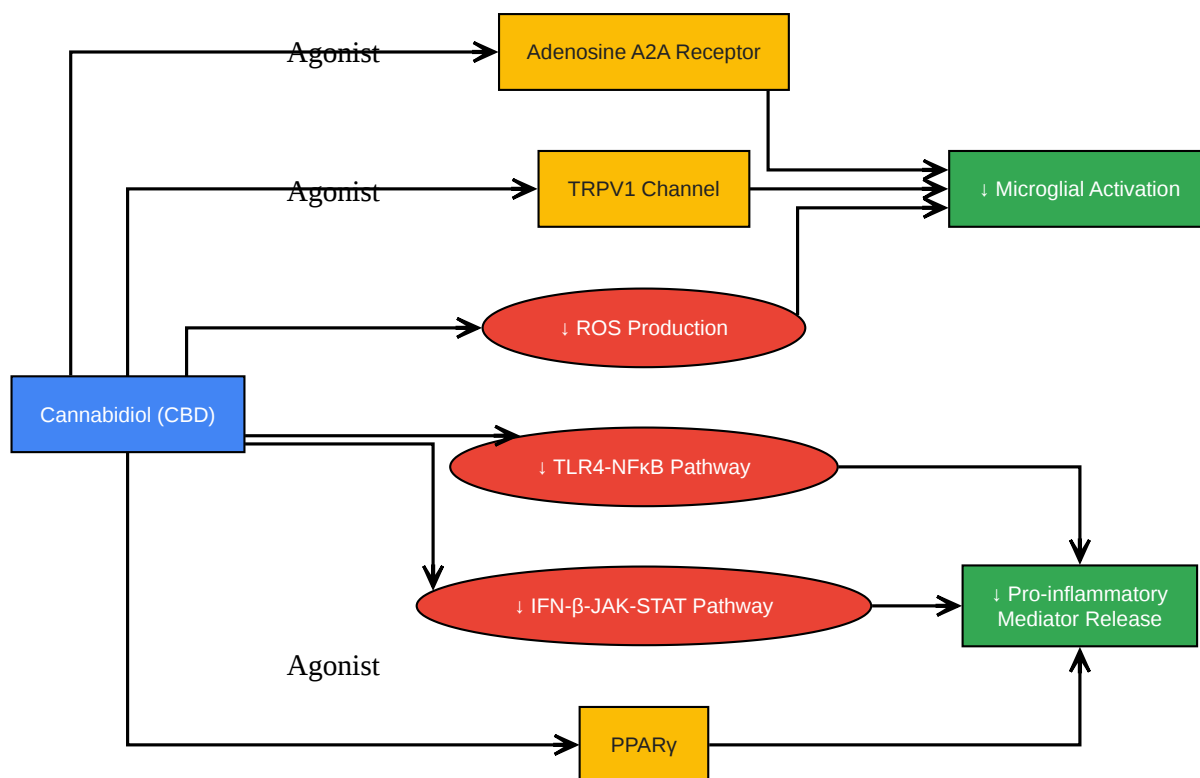 Agonist
Adenosine A2A Receptor
Agonist
TRPV1 Channel
↓ Microglial Activation
↓ ROS Production
Cannabidiol (CBD)
↓ TLR4-NFκB Pathway
↓ IFN-β-JAK-STAT Pathway
↓ Pro-inflammatory
Mediator Release
Agonist
PPARγ